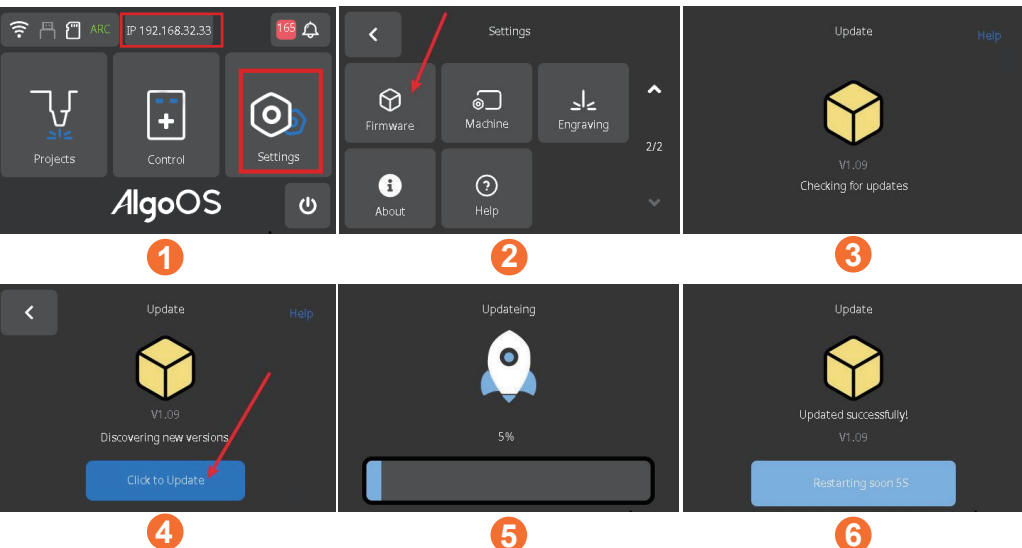 ARC IP 192.168.32.33 165
Projects Control Settings
AlgoOS
1
Settings
Firmware Machine Engraving
2/2
About Help
2
Update Help
V1.09
Checking for updates
3
Update Help
V1.09
Discovering new versions
Click to Update
4
Updateing
5%
5
Update
Updated successfully!
V1.09
Restarting soon 5S
6